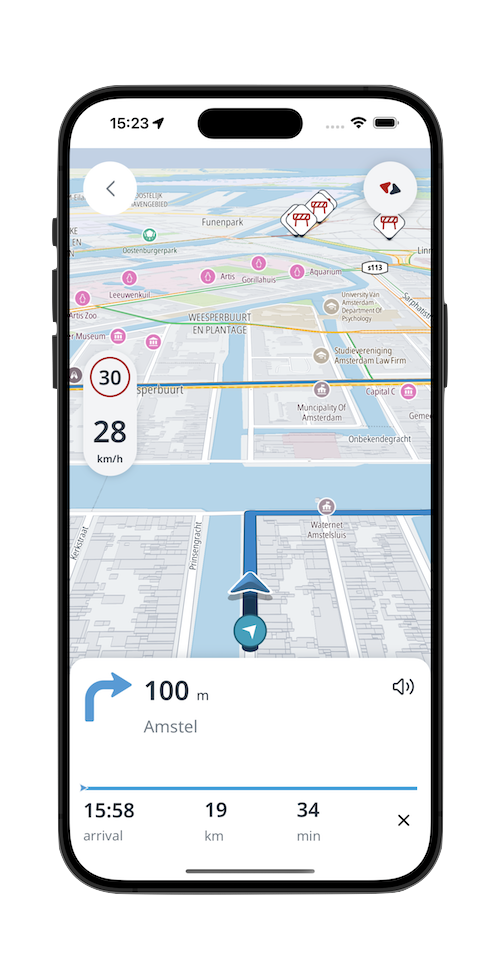 15:23
OSTELIJK
AVENGEBIED
Funenpark
Oostenburgerpark
s113
Artis
Gorillahuis
Aquarium
Leeuwenkuil
Artis Zoo
University Van
Amsterdam -
Department Of
Psychology
WEESPERBUURT
EN PLANTAGE
er Museum
Studievereniging
Amsterdam Law Firm
30
sperbuurt
Capital C
Municipality Of
Amsterdam
28
km/h
Onbekendegracht
Waternet
Amstelsluis
Kerkstraat
Prinsengracht
100 m
Amstel
15:58
19
34
arrival
km
min